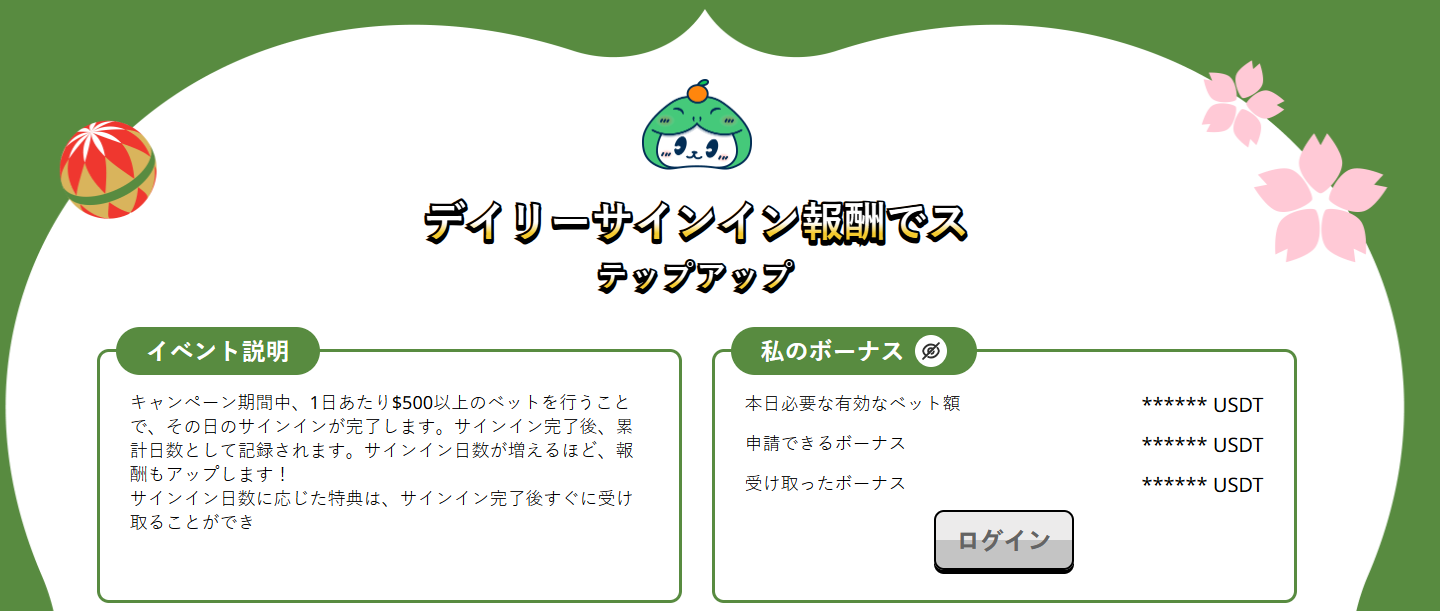 デイリーサインイン報酬でス
テップアップ
イベント説明
キャンペーン期間中、1日あたり$500以上のベットを行うこと
で、その日のサインインが完了します。サインイン完了後、累
計日数として記録されます。サインイン日数が増えるほど、報
酬もアップします！
サインイン日数に応じた特典は、サインイン完了後すぐに受け
取ることができ
私のボーナス
本日必要な有効なベット額 ****** USDT
申請できるボーナス ****** USDT
受け取ったボーナス ****** USDT
ログイン